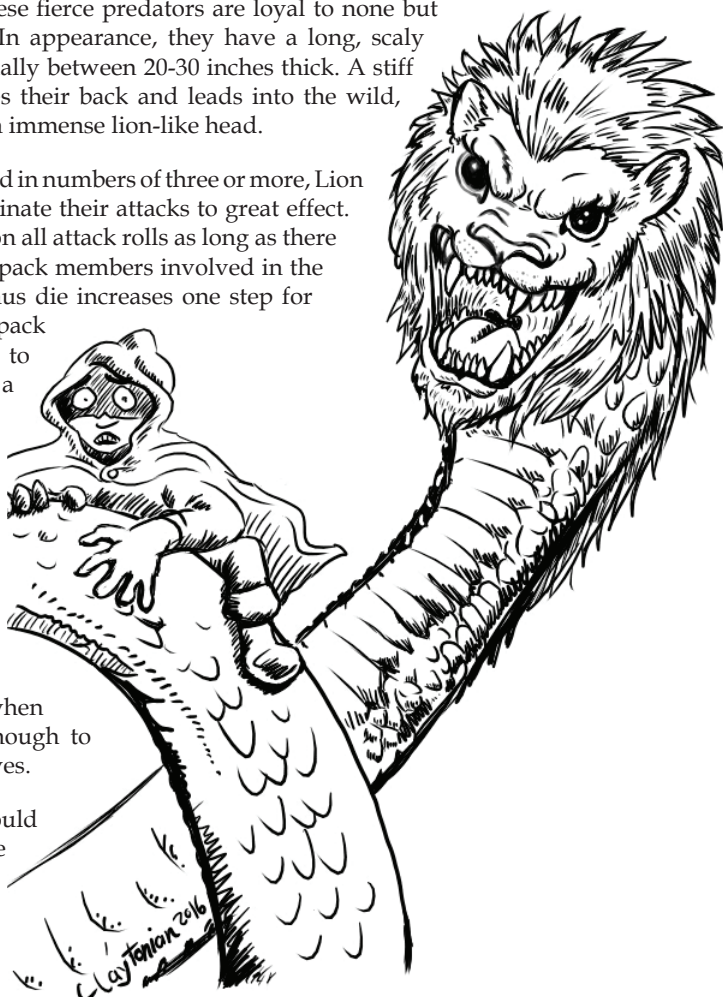 ese fierce predators are loyal to none but
In appearance, they have a long, scaly
ally between 20-30 inches thick. A stiff
s their back and leads into the wild,
immense lion-like head.
d in numbers of three or more, Lion
inate their attacks to great effect.
on all attack rolls as long as there
pack members involved in the
us die increases one step for
pack
to
a
when
nough to
ves.
ould
e
Claytonian 2016